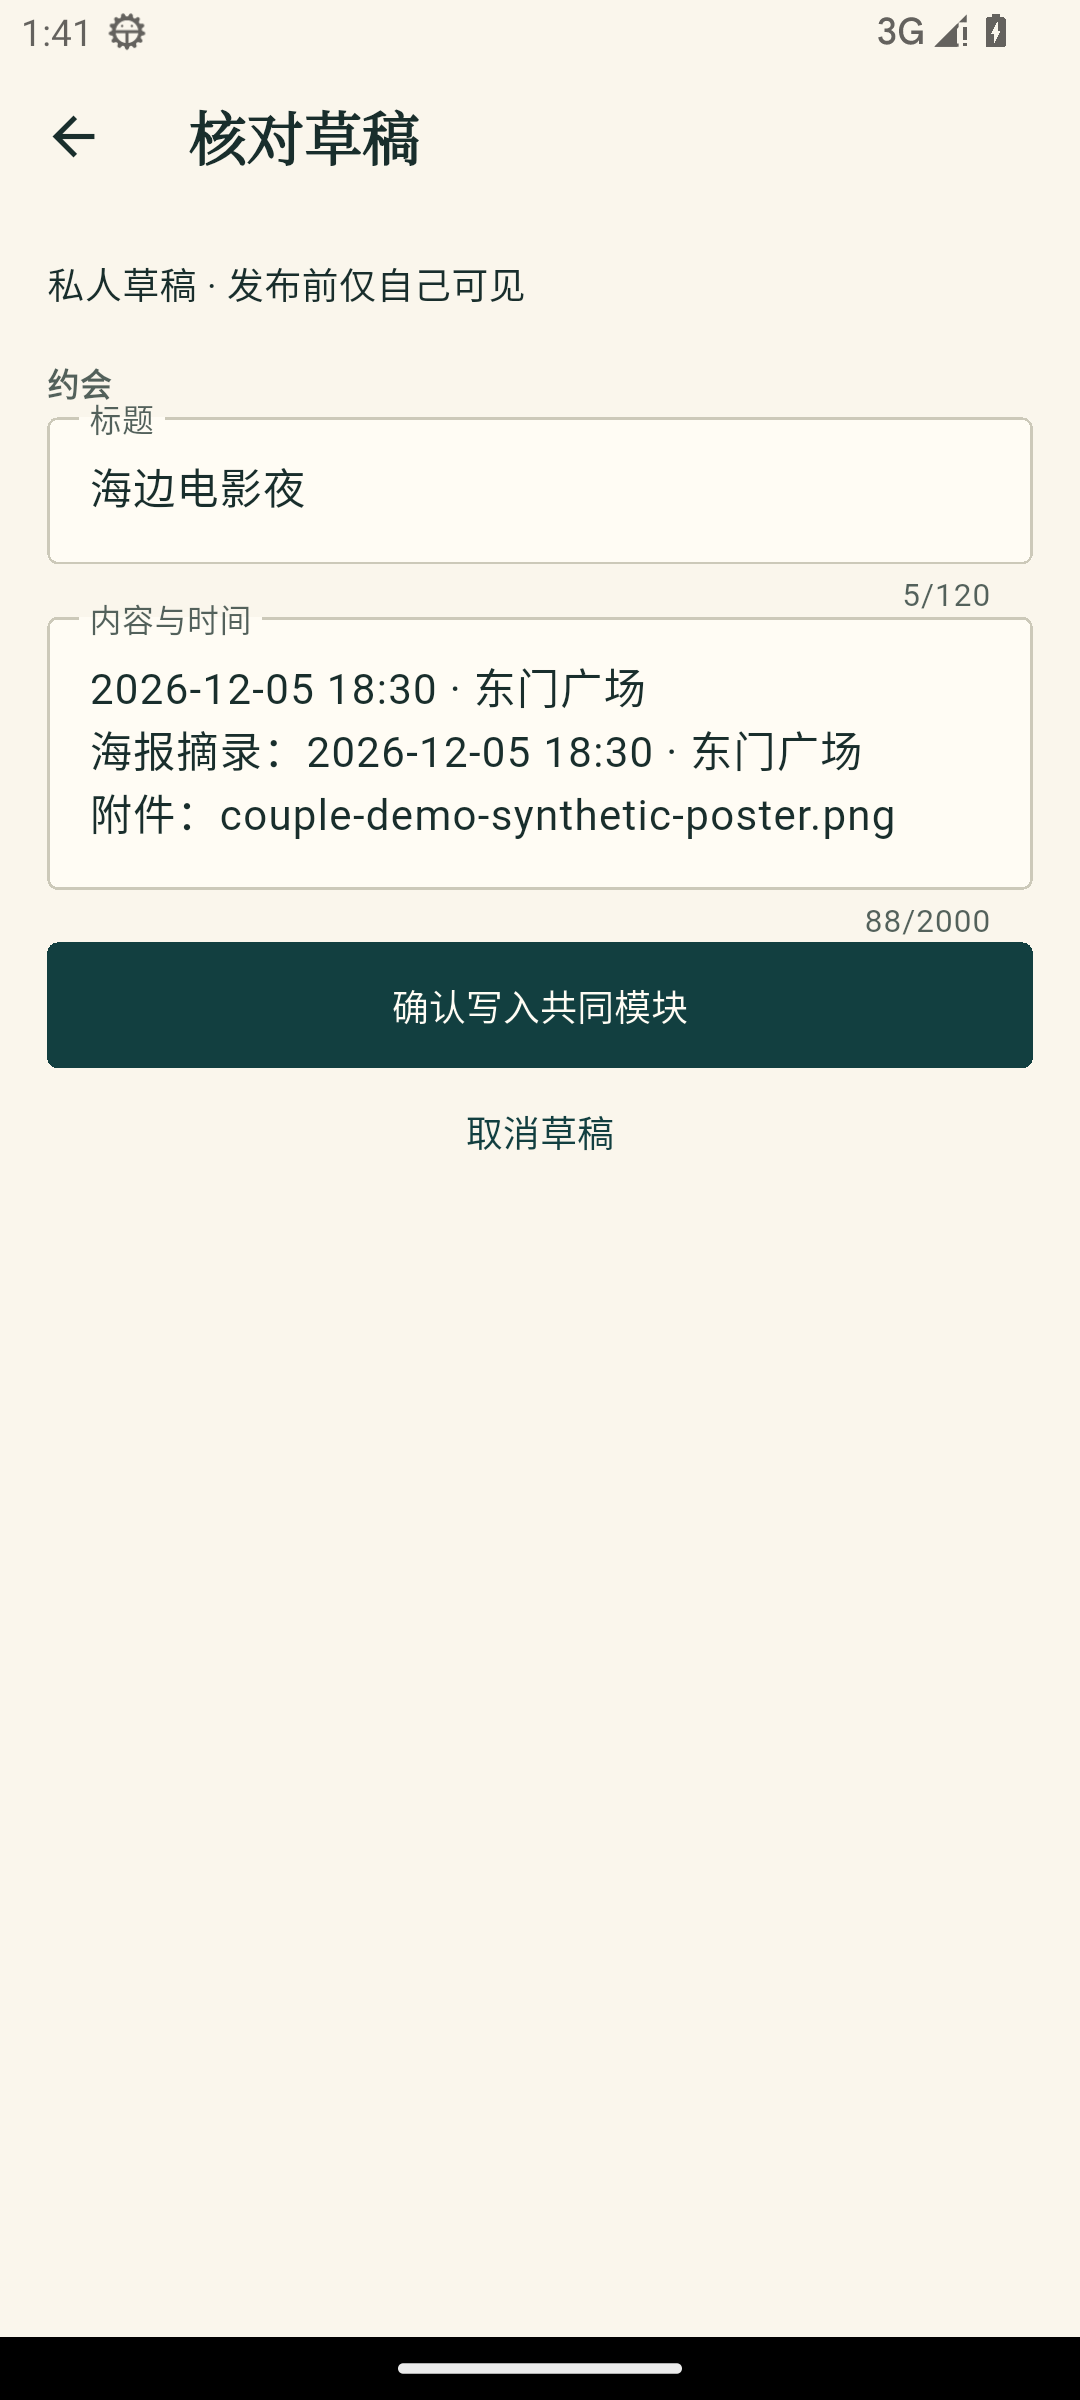 1:41
3G
核对草稿
私人草稿 · 发布前仅自己可见
约会
标题
海边电影夜
5/120
内容与时间
2026-12-05 18:30 · 东门广场
海报摘录：2026-12-05 18:30 · 东门广场
附件：couple-demo-synthetic-poster.png
88/2000
确认写入共同模块
取消草稿